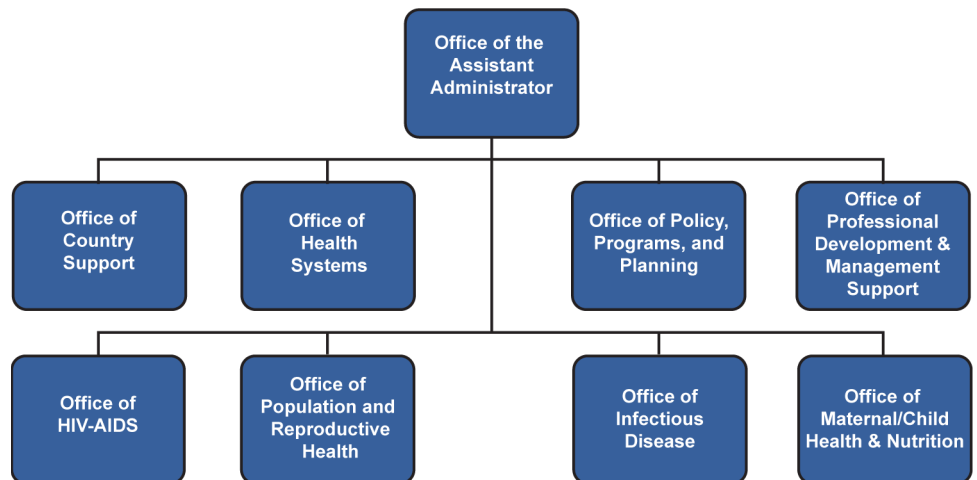 Office of the
Assistant
Administrator
Office of
Country
Support
Office of
Health
Systems
Office of Policy,
Programs, and
Planning
Office of
Professional
Development &
Management
Support
Office of
HIV-AIDS
Office of
Population and
Reproductive
Health
Office of
Infectious
Disease
Office of
Maternal/Child
Health & Nutrition